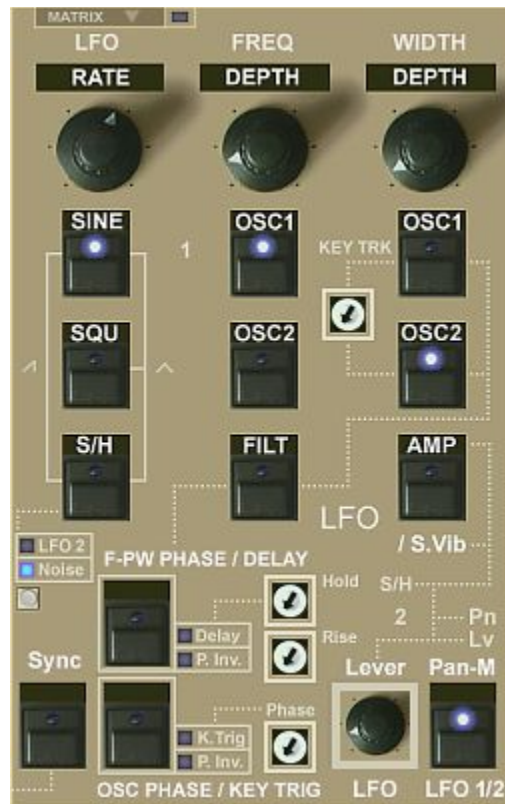 MATRIX
LFO FREQ WIDTH
RATE DEPTH DEPTH
SINE OSC1 OSC1
1 KEY TRK
SQU OSC2 OSC2
S/H FILT AMP
LFO
/ S.Vib
LFO 2
Noise
F-PW PHASE / DELAY
Hold
S/H
Delay
P. Inv.
Rise
2 Pn
Lv
Sync Lever Pan-M
Phase
K.Trig
P. Inv.
OSC PHASE / KEY TRIG LFO LFO 1/2